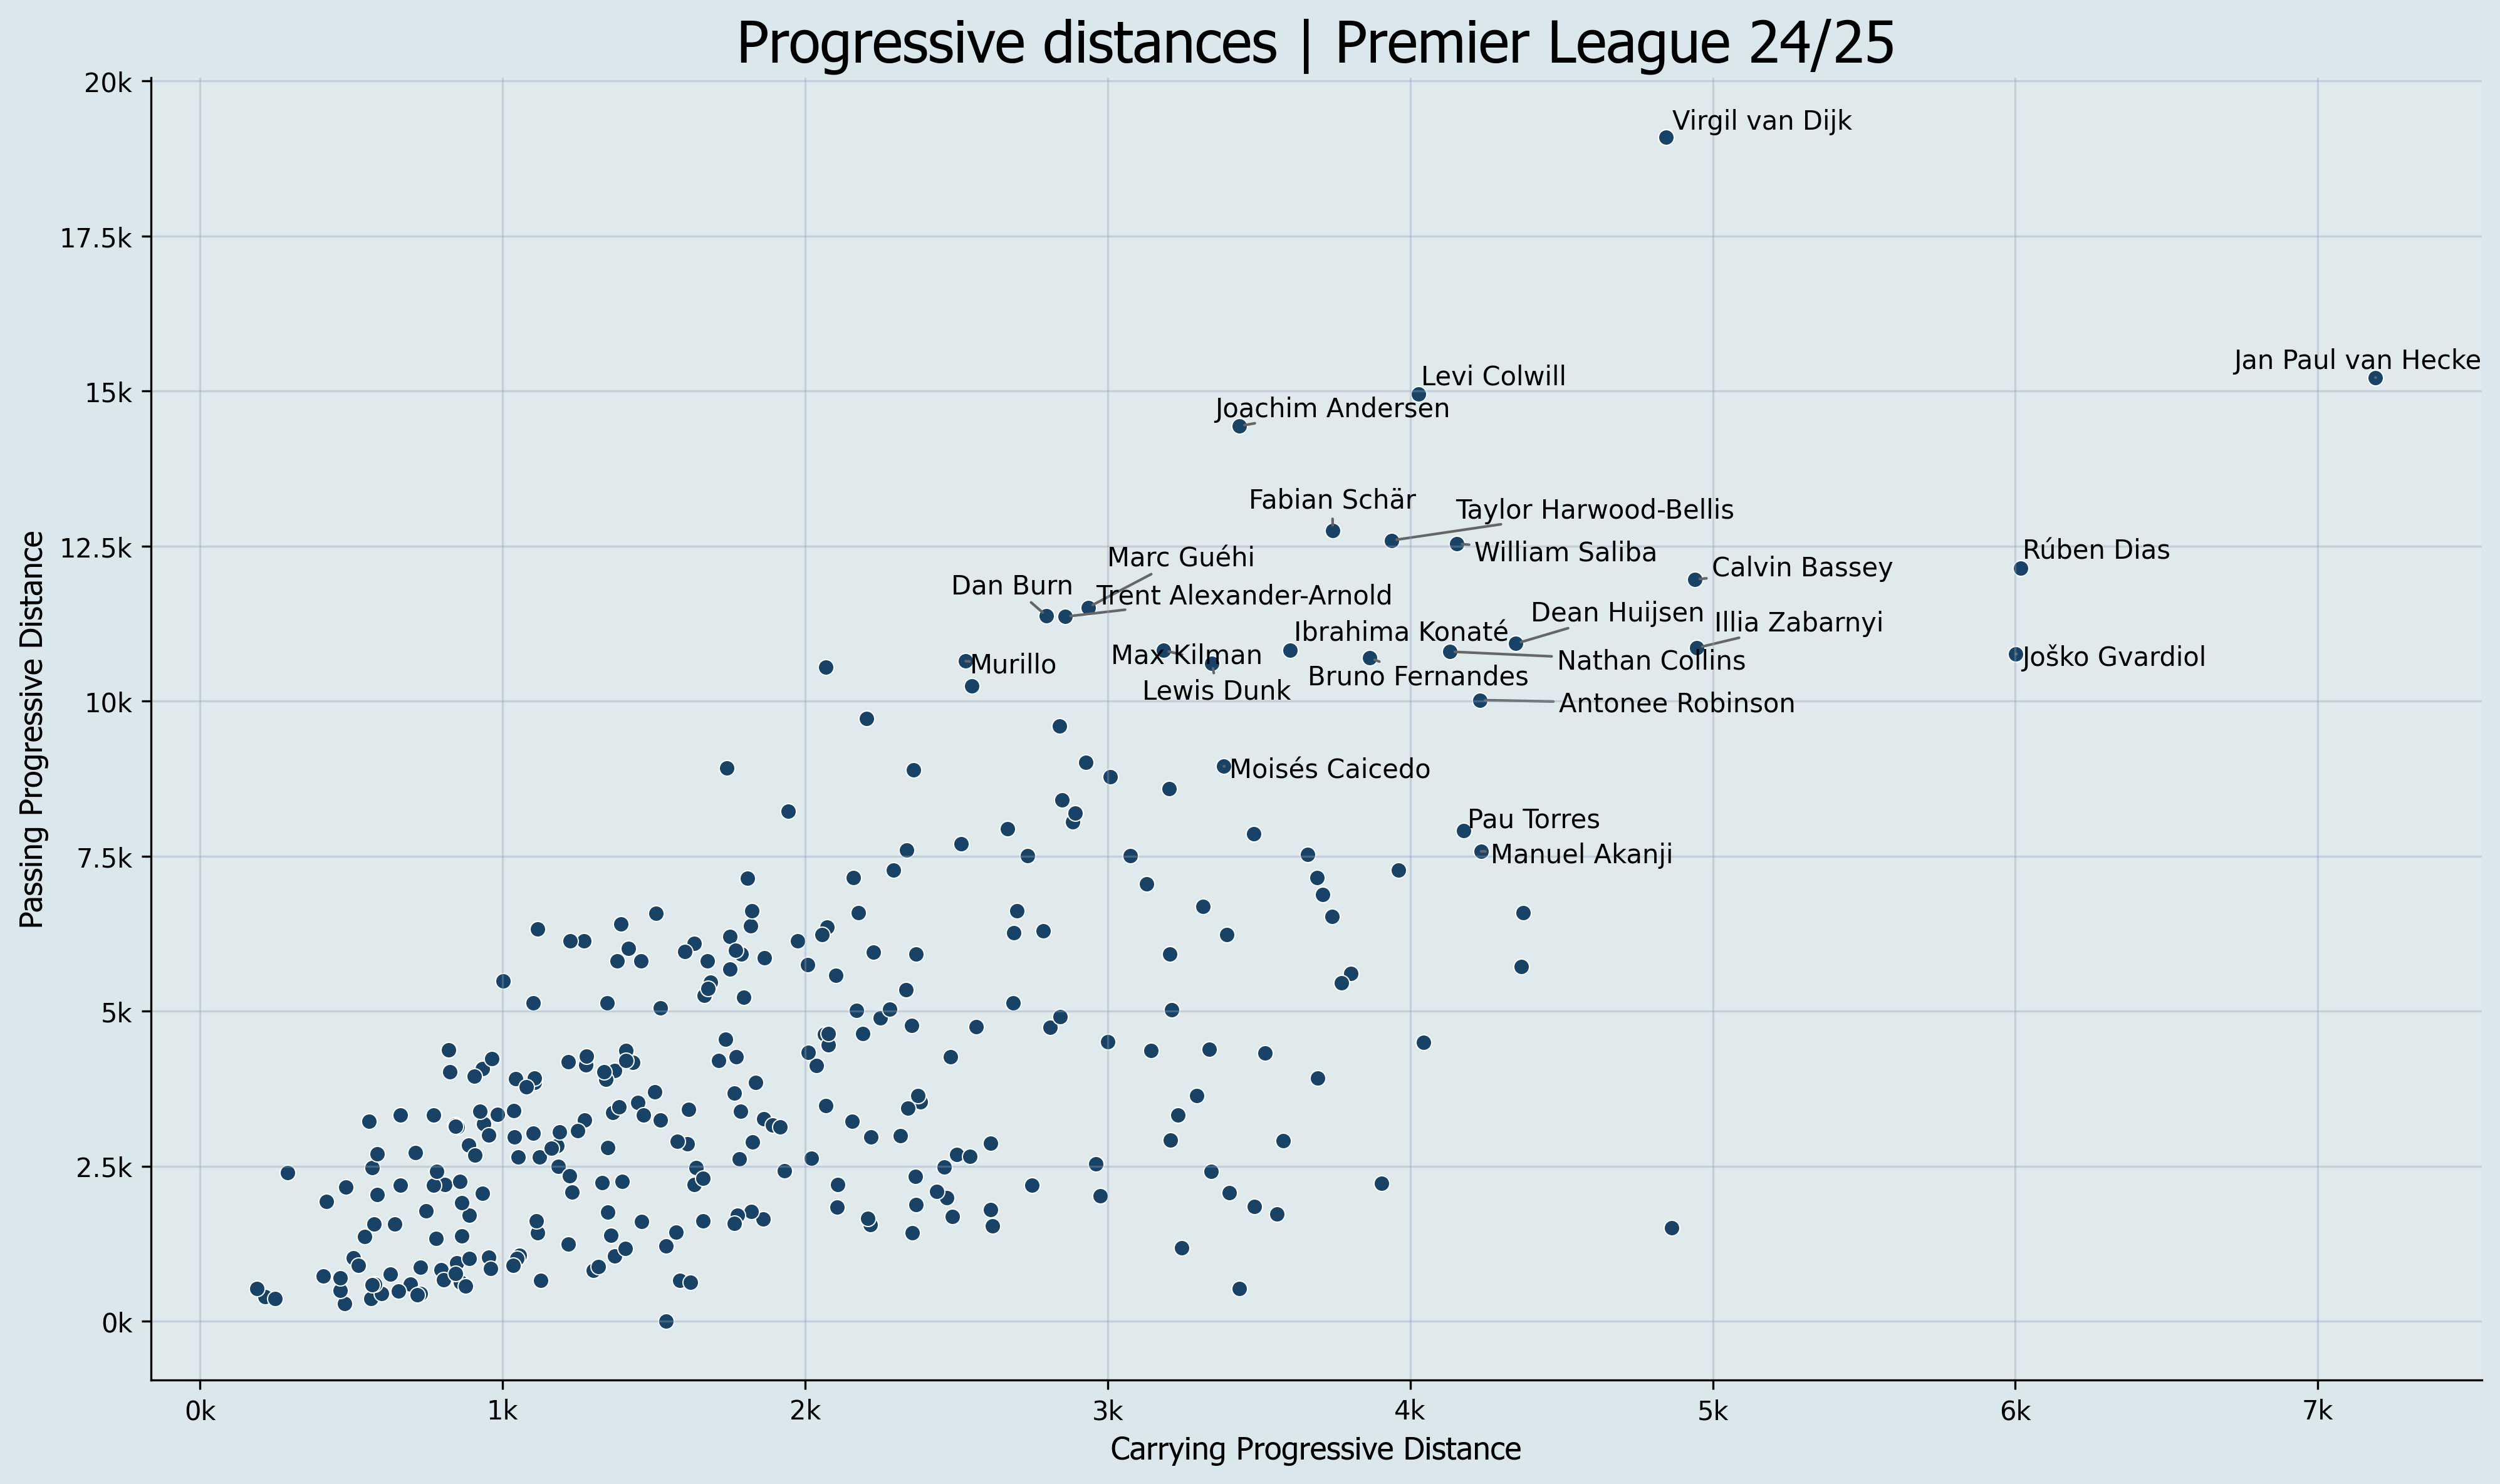 Progressive distances | Premier League 24/25
20k
Virgil van Dijk
17.5k
Jan Paul van Hecke
Levi Colwill
15k
Joachim Andersen
Fabian Schär
Taylor Harwood-Bellis
12.5k
William Saliba
Rúben Dias
Marc Guéhi
Calvin Bassey
Dan Burn
Trent Alexander-Arnold
Dean Huijsen
Illia Zabarnyi
Ibrahima Konaté
Max Kilman
Joško Gvardiol
Nathan Collins
Murillo
Bruno Fernandes
Lewis Dunk
10k
Antonee Robinson
Moisés Caicedo
Pau Torres
7.5k
Manuel Akanji
5k
2.5k
0k
Passing Progressive Distance
0k 1k 2k 3k 4k 5k 6k 7k
Carrying Progressive Distance